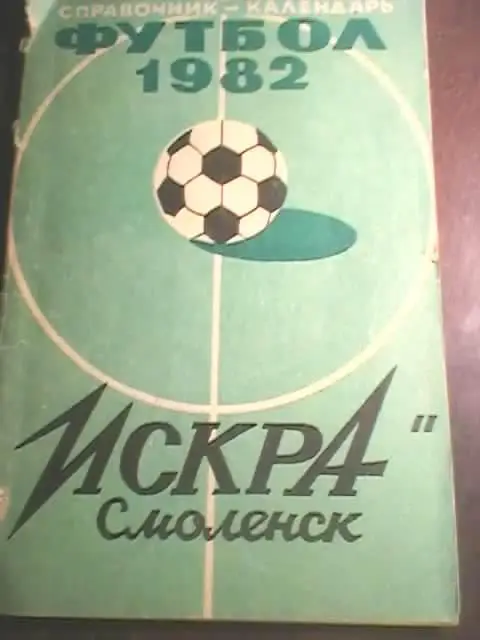 СПРАВОЧНИК – КАЛЕНДАРЬ
ФУТБОЛ
1982
"ИСКРА"
Смоленск